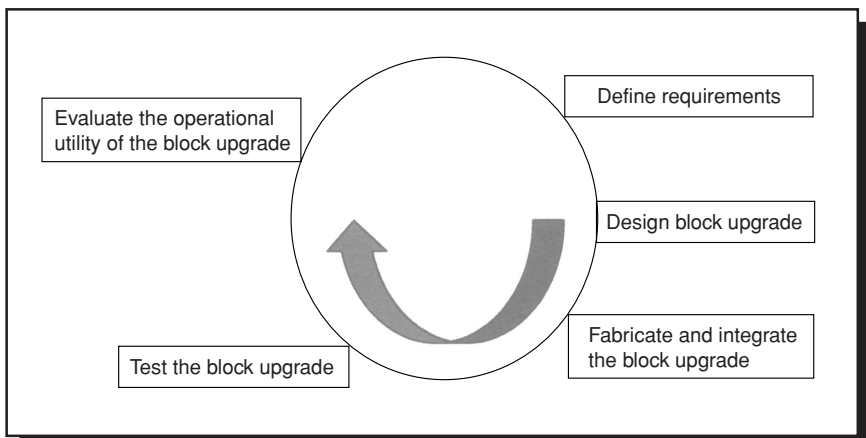 Define requirements
Design block upgrade
Fabricate and integrate
the block upgrade
Test the block upgrade
Evaluate the operational
utility of the block upgrade